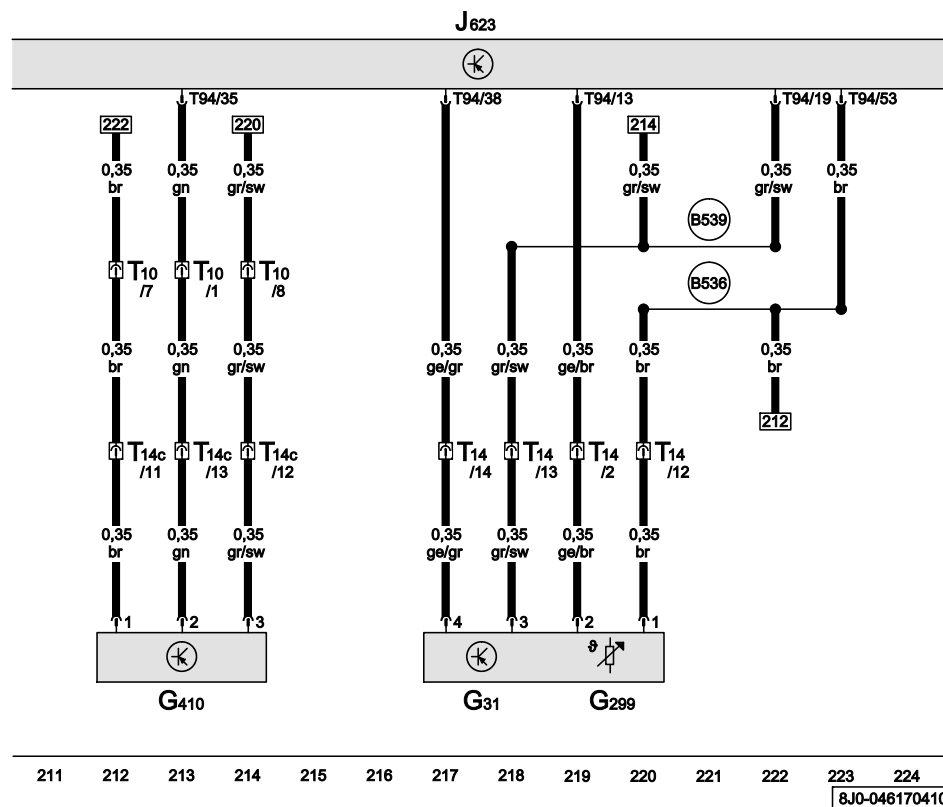 J623
T94/35 T94/38 T94/13 T94/19 T94/53
222 220 214
0,35 0,35 0,35 0,35 0,35 0,35
br gn gr/sw gr/sw gr/sw br
B539
T10 T10 T10
/7 /1 /8
B536
0,35 0,35 0,35 0,35 0,35 0,35 0,35 0,35
br gn gr/sw ge/gr gr/sw ge/br br br
212
T14c T14c T14c T14 T14 T14 T14
/11 /13 /12 /14 /13 /2 /12
0,35 0,35 0,35 0,35 0,35 0,35 0,35
br gn gr/sw ge/gr gr/sw ge/br br
1 2 3 4 3 2 1
ϑ
G410 G31 G299
211 212 213 214 215 216 217 218 219 220 221 222 223 224
8J0-046170410